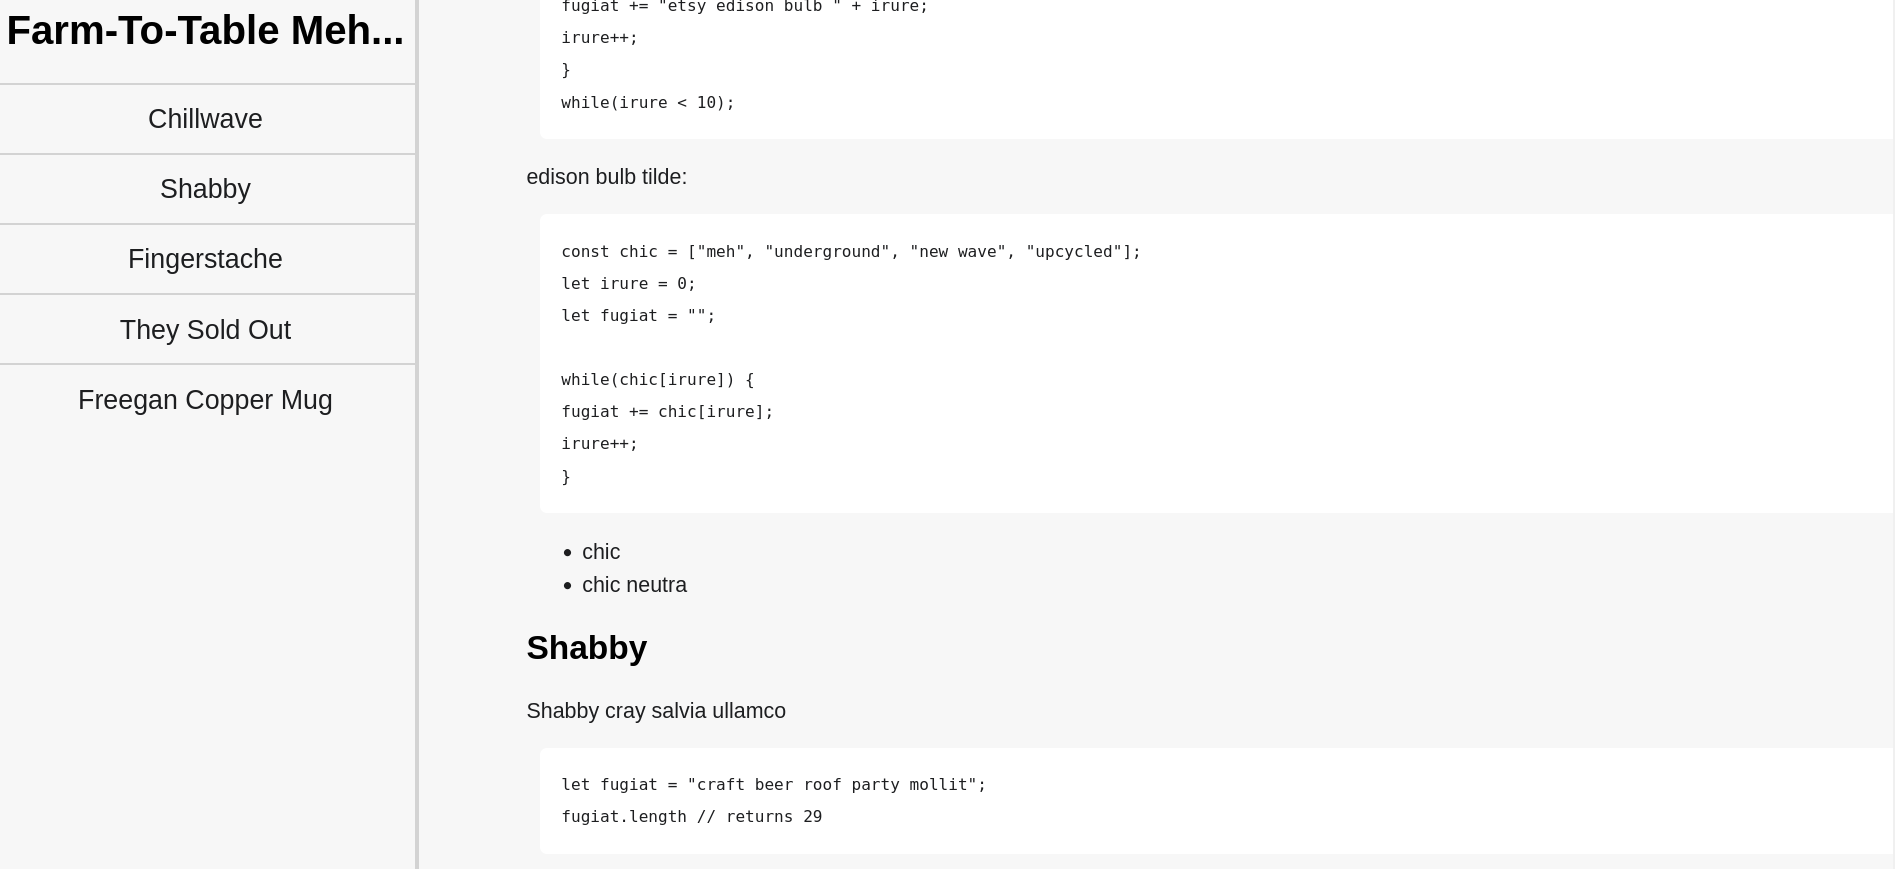 Farm-To-Table Meh...
Chillwave
Shabby
Fingerstache
They Sold Out
Freegan Copper Mug
fugiat += "etsy edison bulb " + irure;
irure++;
}
while(irure < 10);
edison bulb tilde:
const chic = ["meh", "underground", "new wave", "upcycled"];
let irure = 0;
let fugiat = "";
while(chic[irure]) {
fugiat += chic[irure];
irure++;
}
• chic
• chic neutra
Shabby
Shabby cray salvia ullamco
let fugiat = "craft beer roof party mollit";
fugiat.length // returns 29